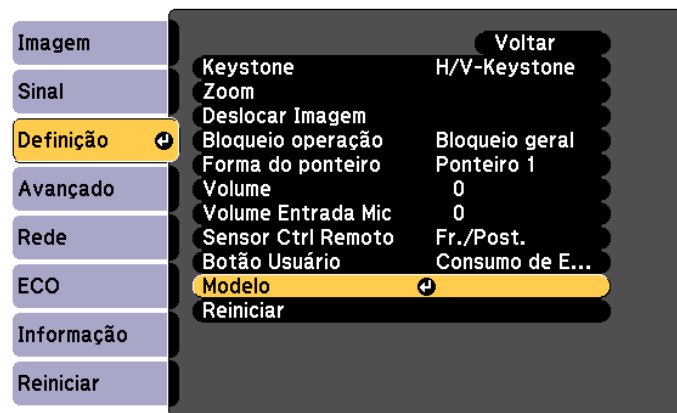 Imagem
Sinal
Definição
Avançado
Rede
ECO
Informação
Reiniciar
Voltar
Keystone H/V-Keystone
Zoom
Deslocar Imagem
Bloqueio operação Bloqueio geral
Forma do ponteiro Ponteiro 1
Volume 0
Volume Entrada Mic 0
Sensor Ctrl Remoto Fr./Post.
Botão Usuário Consumo de E...
Modelo
Reiniciar